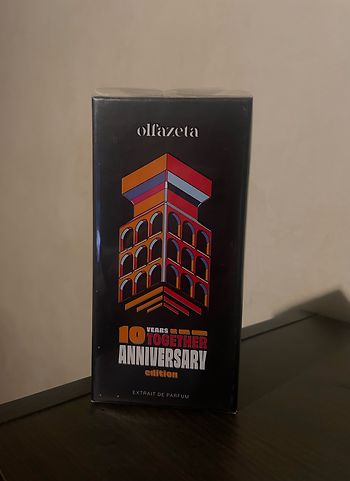 olfazeta
10 YEARS
TOGETHER
ANNIVERSARY
edition
EXTRAIT DE PARFUM